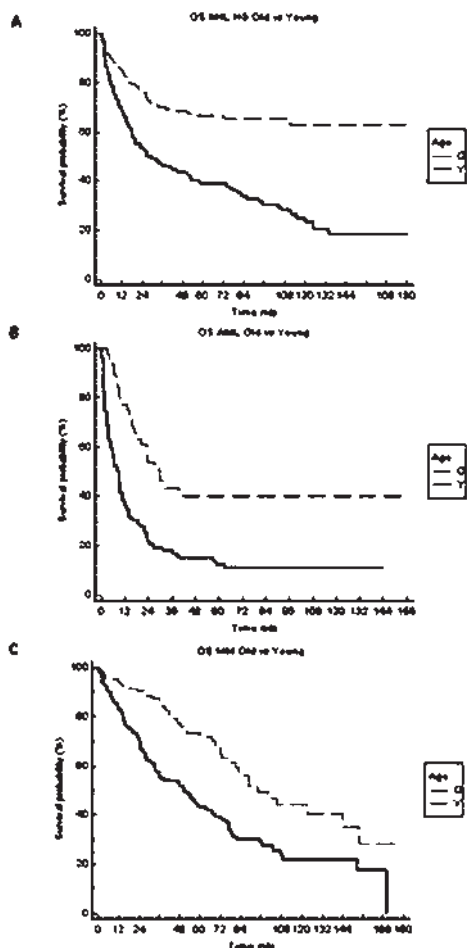 A
OS NHL HG Old vs Young
Survival probability (%)
100
80
60
40
20
0
0 12 24 48 60 72 84 108 120 132 144 168 180
Time mts
Age
B
OS AML Old vs Young
Survival probability (%)
100
80
60
40
20
0
0 12 24 36 48 60 72 84 96 108 120 132 144 156
Time mts
Age
C
OS MM Old vs Young
Survival probability (%)
100
80
60
40
20
0
0 12 24 48 60 72 84 108 120 132 144 168 180
Time mts
Age